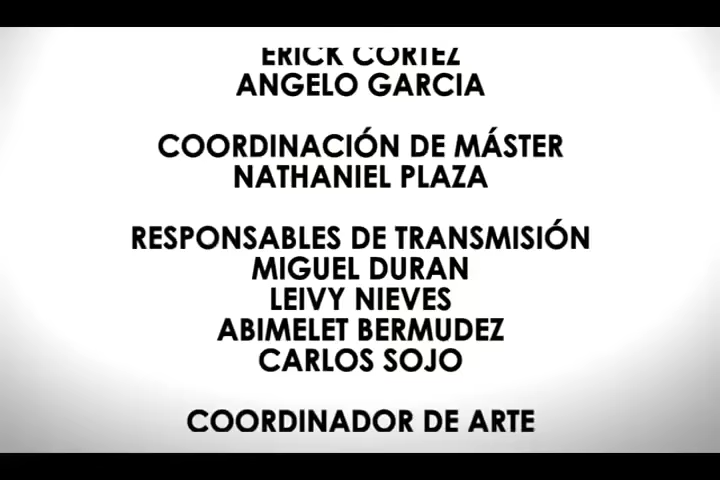 ERICK CORTEZ
ANGELO GARCIA
COORDINACIÓN DE MÁSTER
NATHANIEL PLAZA
RESPONSABLES DE TRANSMISIÓN
MIGUEL DURAN
LEIVY NIEVES
ABIMELET BERMUDEZ
CARLOS SOJO
COORDINADOR DE ARTE